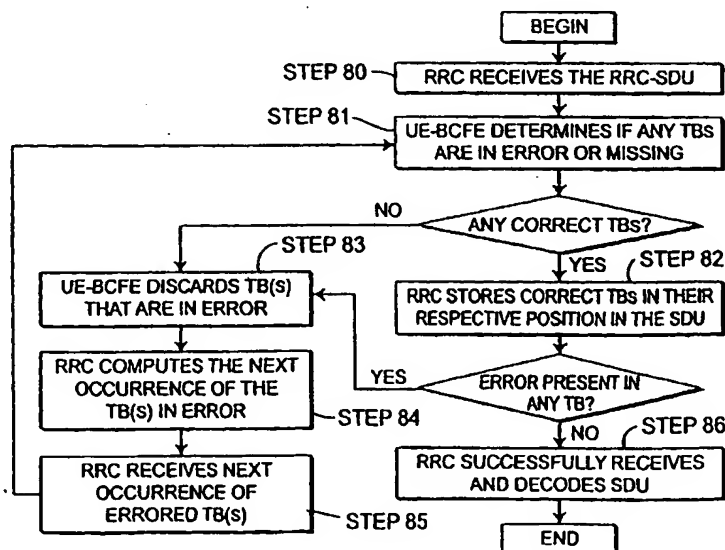 BEGIN
STEP 80
RRC RECEIVES THE RRC-SDU
STEP 81
UE-BCFE DETERMINES IF ANY TBs
ARE IN ERROR OR MISSING
NO
ANY CORRECT TBs?
STEP 83
YES
STEP 82
UE-BCFE DISCARDS TB(S)
THAT ARE IN ERROR
RRC STORES CORRECT TBs IN THEIR
RESPECTIVE POSITION IN THE SDU
RRC COMPUTES THE NEXT
OCCURRENCE OF THE
TB(s) IN ERROR
STEP 84
YES
ERROR PRESENT IN
ANY TB?
NO
STEP 86
RRC RECEIVES NEXT
OCCURRENCE OF
ERRORED TB(s)
STEP 85
RRC SUCCESSFULLY RECEIVES
AND DECODES SDU
END